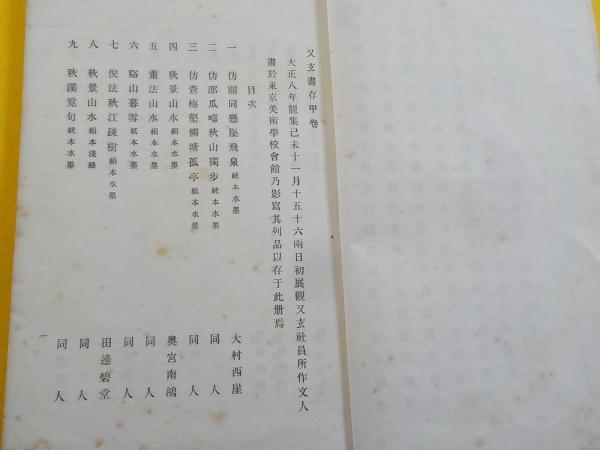 又玄畫存甲卷
大正八年龍集己未十一月十五十六兩日初展觀又玄社員所作文人
畫於東京美術學校會館乃影寫其列品以存于此册焉
目次
一 仿關同懸崖飛泉 絖本水墨 大村西崖
二 仿邵瓜疇秋山獨步 絖本水墨 同人
三 仿查梅壑柳塘孤亭 紙本水墨 同人
四 秋景山水 絹本水墨 奧宮南鴻
五 董法山水 絹本水墨 同人
六 谿山暮雪 紙本水墨 同人
七 倪法秋江疎樹 絹本水墨 田邊碧堂
八 秋景山水 絹本淺絳 同人
九 秋溪覓句 絖本水墨 同人
一